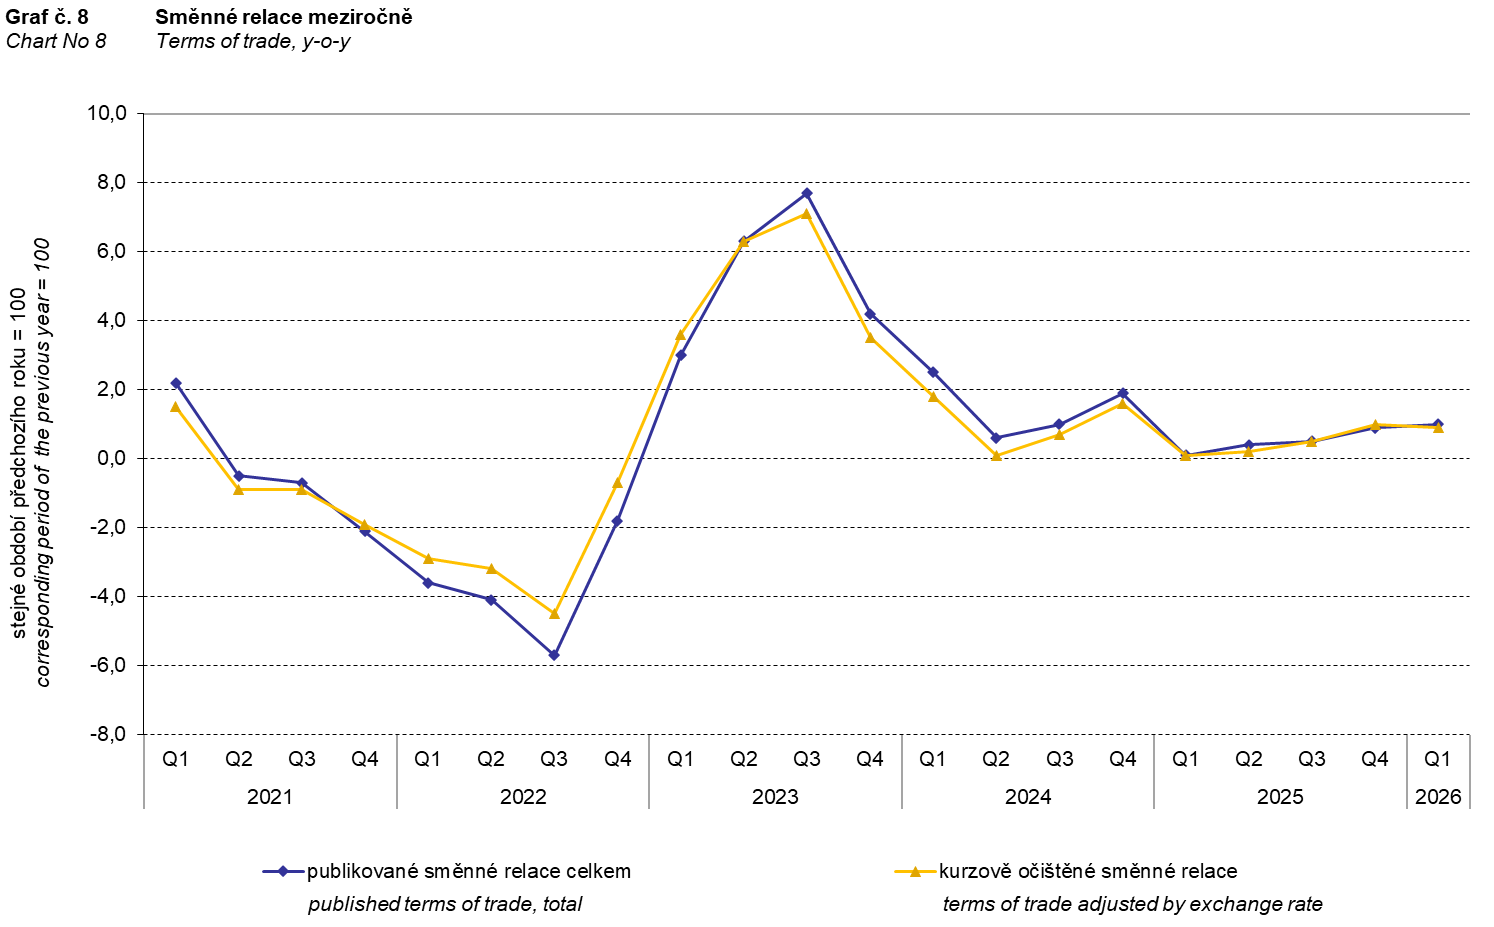 Graf č. 8 Směnné relace meziročně
Chart No 8 Terms of trade, y-o-y
stejné období předchozího roku = 100
corresponding period of the previous year = 100
10,0
8,0
6,0
4,0
2,0
0,0
-2,0
-4,0
-6,0
-8,0
Q1 Q2 Q3 Q4 Q1 Q2 Q3 Q4 Q1 Q2 Q3 Q4 Q1 Q2 Q3 Q4 Q1 Q2 Q3 Q4 Q1
2021 2022 2023 2024 2025 2026
publikované směnné relace celkem kurzově očištěné směnné relace
published terms of trade, total terms of trade adjusted by exchange rate